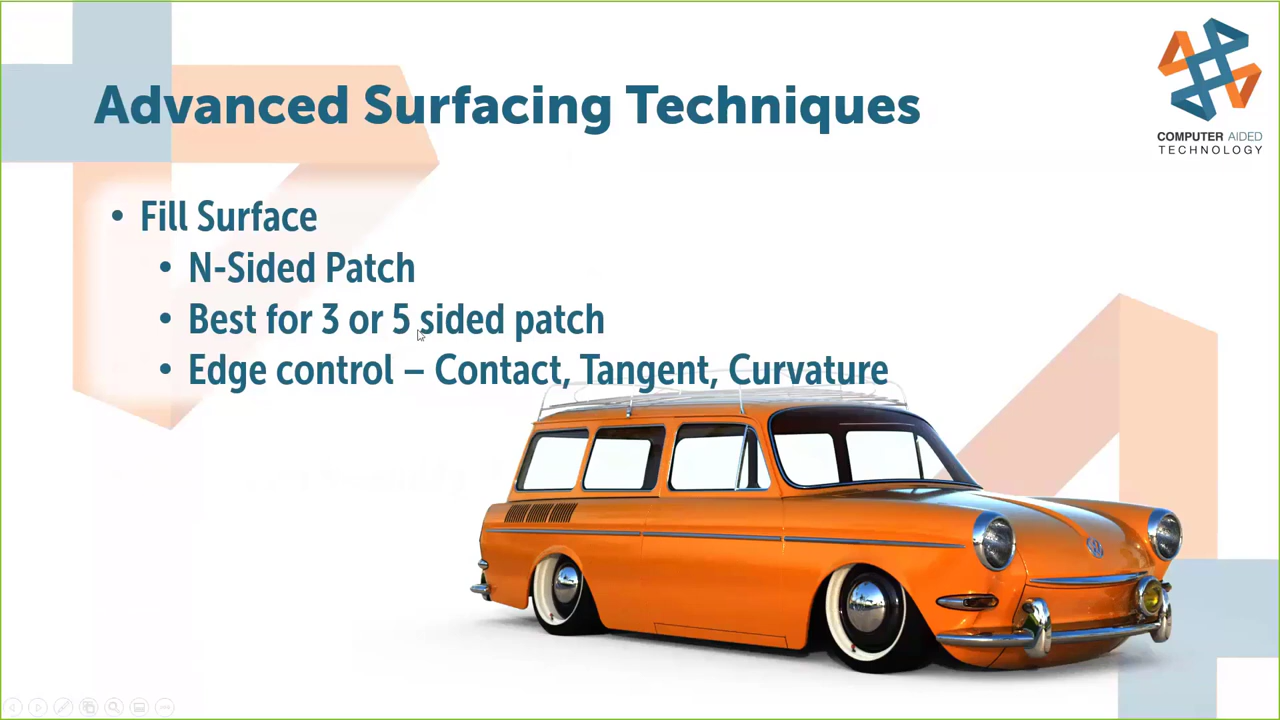 Advanced Surfacing Techniques
COMPUTER AIDED
TECHNOLOGY
• Fill Surface
• N-Sided Patch
• Best for 3 or 5 sided patch
• Edge control – Contact, Tangent, Curvature